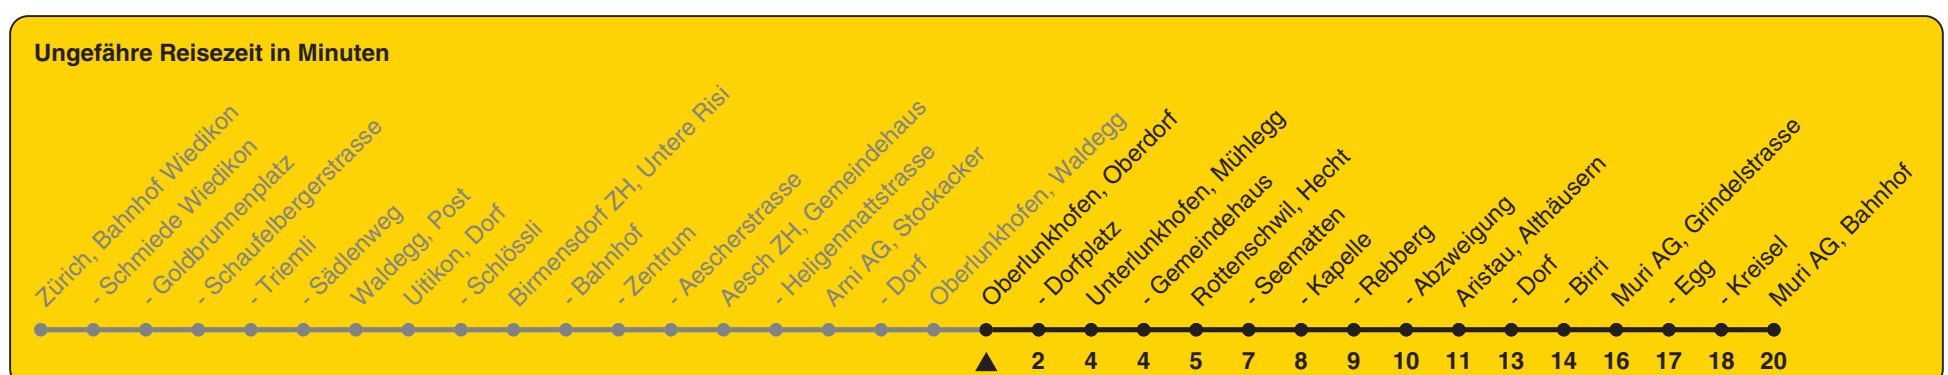 Ungefähre Reisezeit in Minuten
Zürich, Bahnhof Wiedikon
- Schmiede Wiedikon
- Goldbrunnenplatz
- Schaufelbergerstrasse
- Triemli
- Sädlenweg
Waldegg, Post
Uitikon, Dorf
- Schlössli
Birmensdorf ZH, Untere Risi
- Bahnhof
- Zentrum
- Aescherstrasse
Aesch ZH, Gemeindehaus
- Heligenmattstrasse
Arni AG, Stockacker
- Dorf
Oberlunkhofen, Waldegg
Oberlunkhofen, Oberdorf
- Dorfplatz
Unterlunkhofen, Mühlegg
- Gemeindehaus
Rottenschwil, Hecht
- Seematten
- Kapelle
- Rebberg
- Abzweigung
Aristau, Althäusern
- Dorf
- Birri
Muri AG, Grindelstrasse
- Egg
- Kreisel
Muri AG, Bahnhof
2 4 4 5 7 8 9 10 11 13 14 16 17 18 20